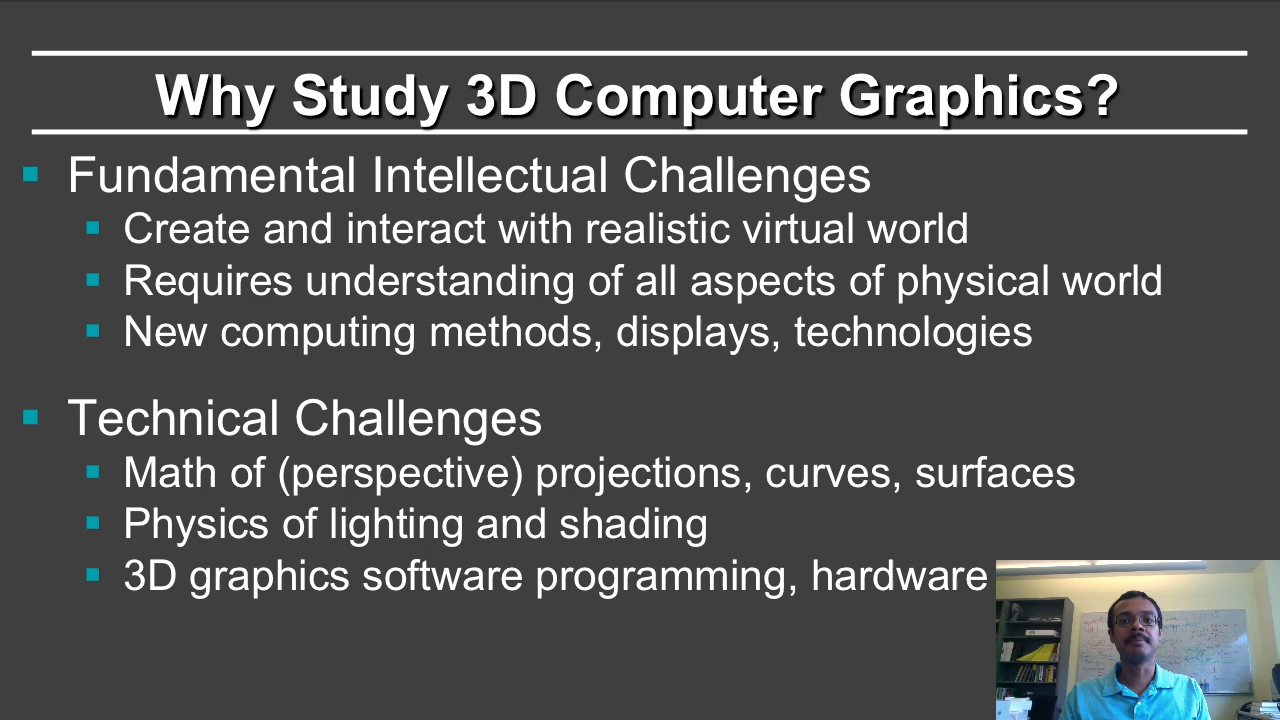 Why Study 3D Computer Graphics?
Fundamental Intellectual Challenges
Create and interact with realistic virtual world
Requires understanding of all aspects of physical world
New computing methods, displays, technologies
Technical Challenges
Math of (perspective) projections, curves, surfaces
Physics of lighting and shading
3D graphics software programming, hardware